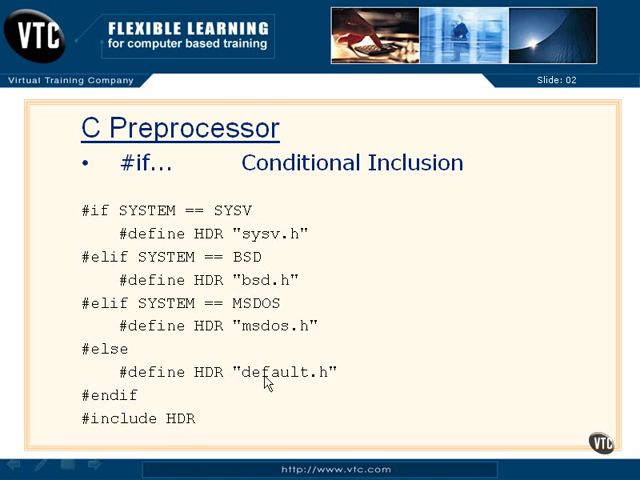 VTC
FLEXIBLE LEARNING
for computer based training
Virtual Training Company
Slide: 02
C Preprocessor
• #if... Conditional Inclusion
#if SYSTEM == SYSV
#define HDR "sysv.h"
#elif SYSTEM == BSD
#define HDR "bsd.h"
#elif SYSTEM == MSDOS
#define HDR "msdos.h"
#else
#define HDR "default.h"
#endif
#include HDR
VTC
http://www.vtc.com